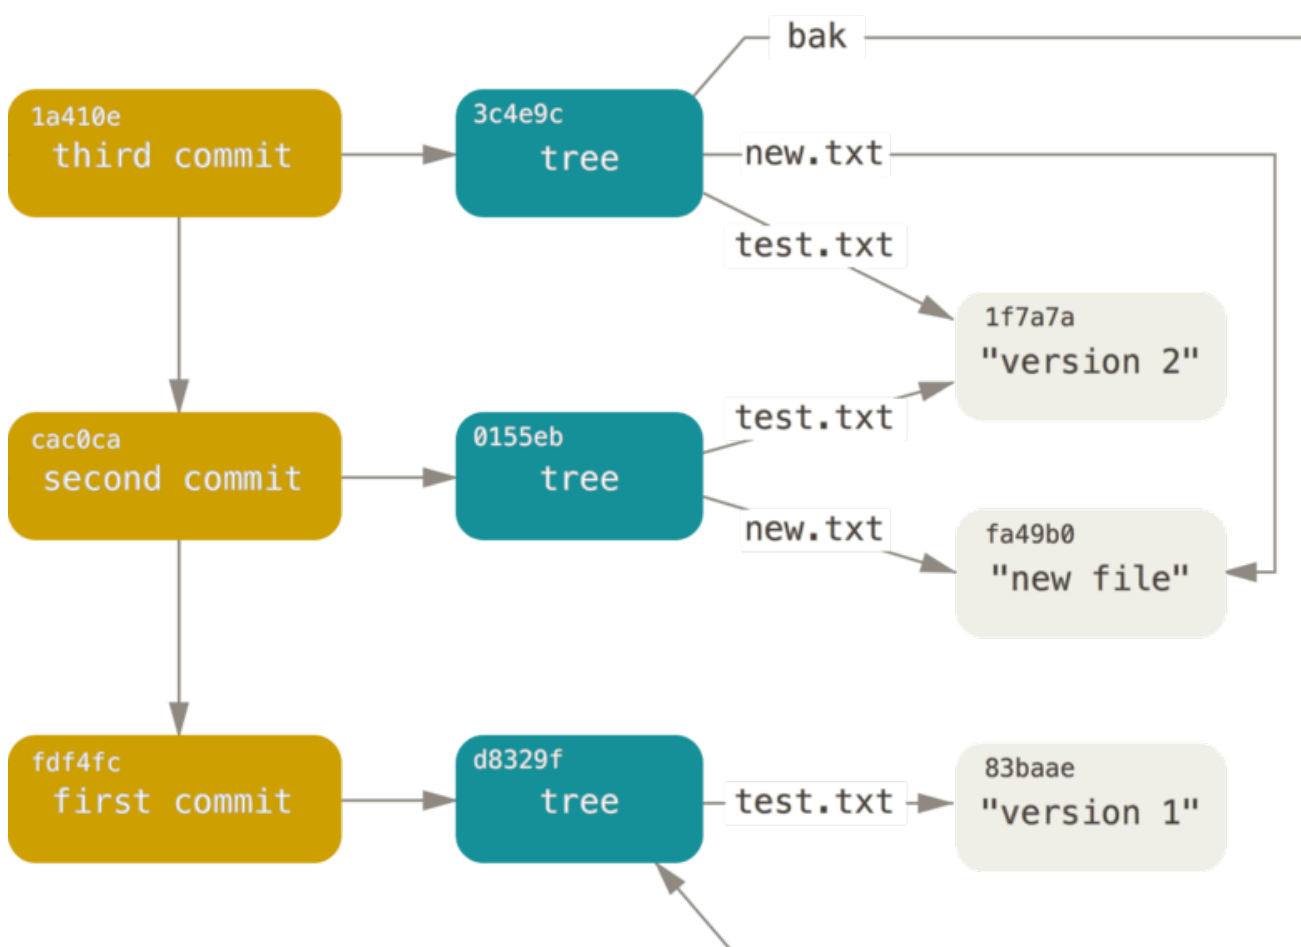 bak
1a410e
third commit
3c4e9c
tree
new.txt
test.txt
1f7a7a
"version 2"
cac0ca
second commit
0155eb
tree
test.txt
new.txt
fa49b0
"new file"
fdf4fc
first commit
d8329f
tree
test.txt
83baae
"version 1"